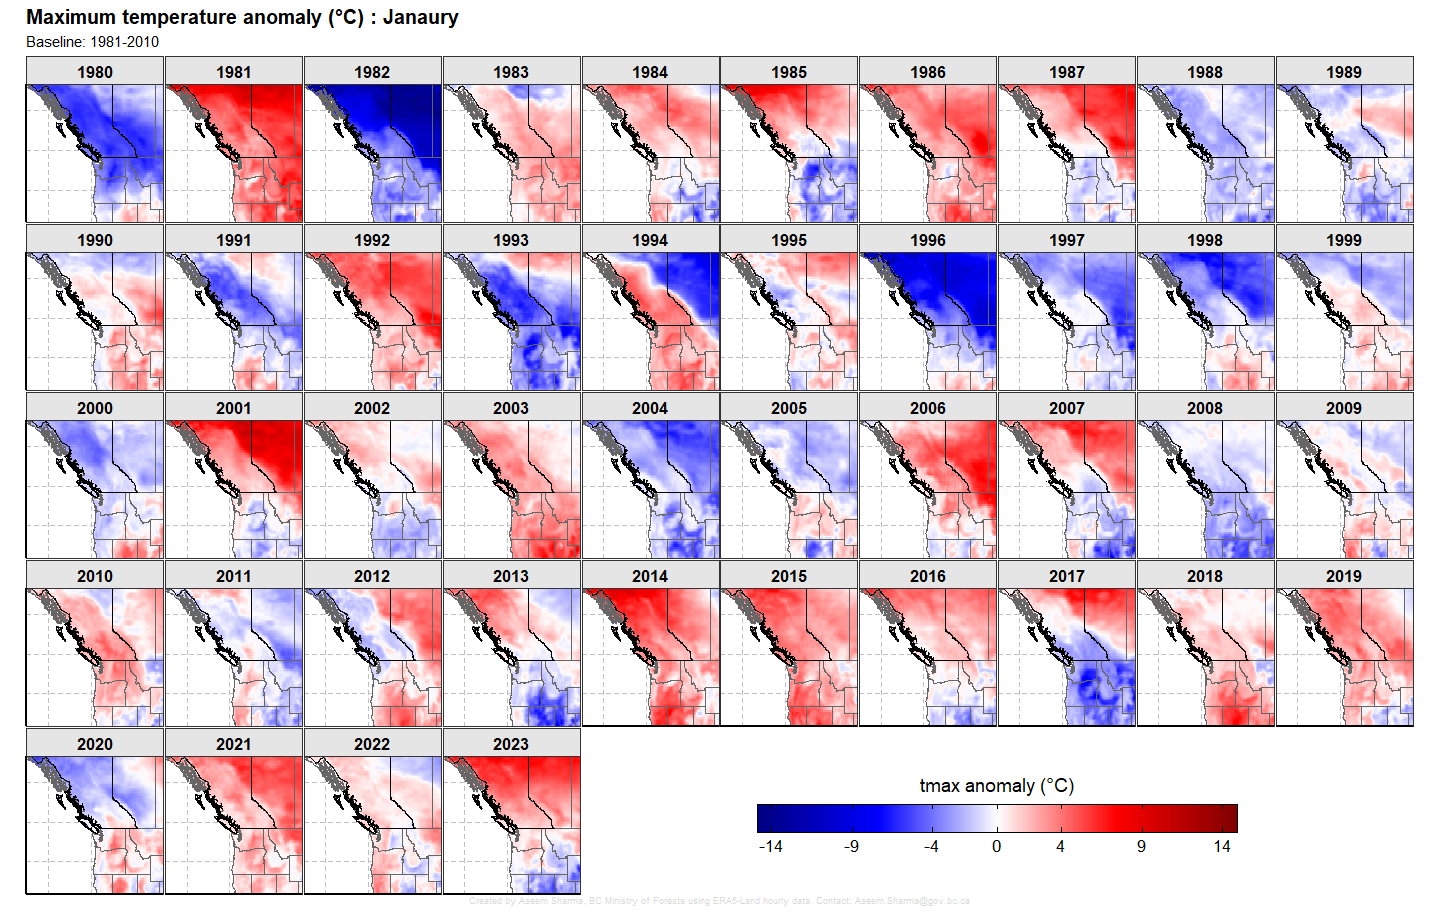 Maximum temperature anomaly (°C) : Janaury
Baseline: 1981-2010
1980 1981 1982 1983 1984 1985 1986 1987 1988 1989
1990 1991 1992 1993 1994 1995 1996 1997 1998 1999
2000 2001 2002 2003 2004 2005 2006 2007 2008 2009
2010 2011 2012 2013 2014 2015 2016 2017 2018 2019
2020 2021 2022 2023
tmax anomaly (°C)
-14 -9 -4 0 4 9 14
Created by Aseem Sharma, BC Ministry of Forests using ERA5-Land hourly data. Contact: Aseem.Sharma@gov.bc.ca